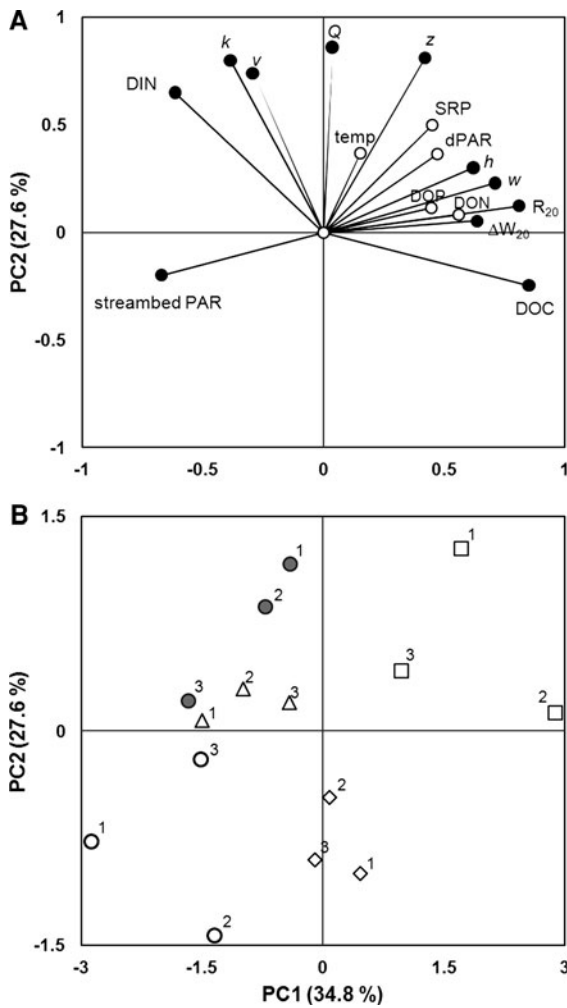 A
1
k
Q
z
v
DIN
SRP
0.5
temp
dPAR
h
PC2 (27.6 %)
DOP
DON
w
R20
0
ΔW20
streambed PAR
DOC
-0.5
-1
-1 -0.5 0 0.5 1
B
1.5
1
1
2
3
3
2
3
2
1
PC2 (27.6 %)
0
3
2
1
3
1
2
-1.5
-3 -1.5 0 1.5 3
PC1 (34.8 %)